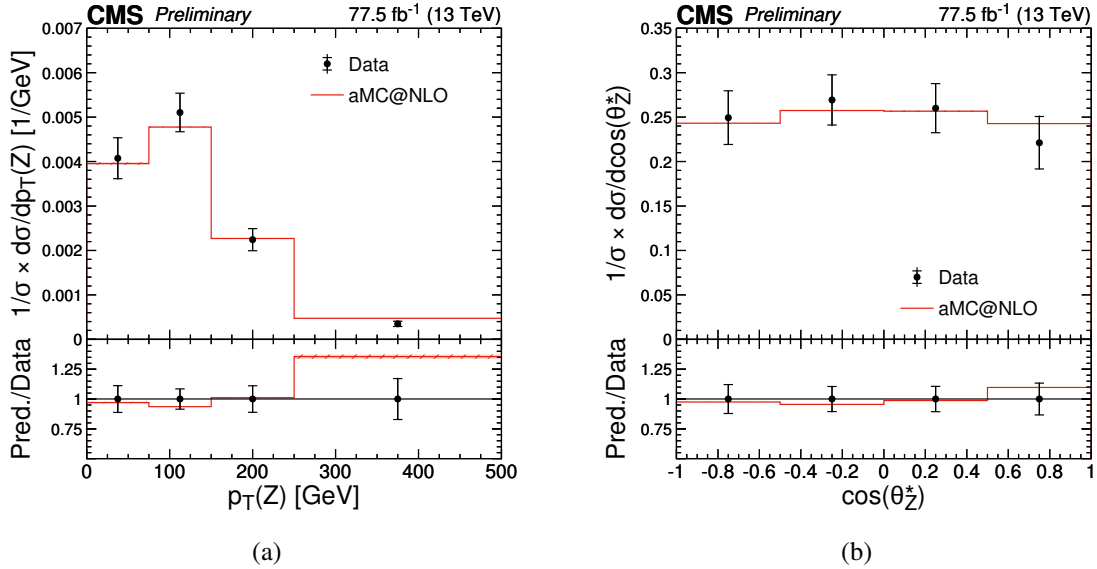 CMS Preliminary 77.5 fb⁻¹ (13 TeV)
1/σ × dσ/dp_T(Z) [1/GeV]
0.007
0.006
0.005
0.004
0.003
0.002
0.001
0
Data
aMC@NLO
Pred./Data
1.25
1
0.75
0 100 200 300 400 500
p_T(Z) [GeV]
(a)
CMS Preliminary 77.5 fb⁻¹ (13 TeV)
1/σ × dσ/dcos(θ*_Z)
0.35
0.3
0.25
0.2
0.15
0.1
0.05
0
Data
aMC@NLO
Pred./Data
1.25
1
0.75
-1 -0.8 -0.6 -0.4 -0.2 0 0.2 0.4 0.6 0.8 1
cos(θ*_Z)
(b)